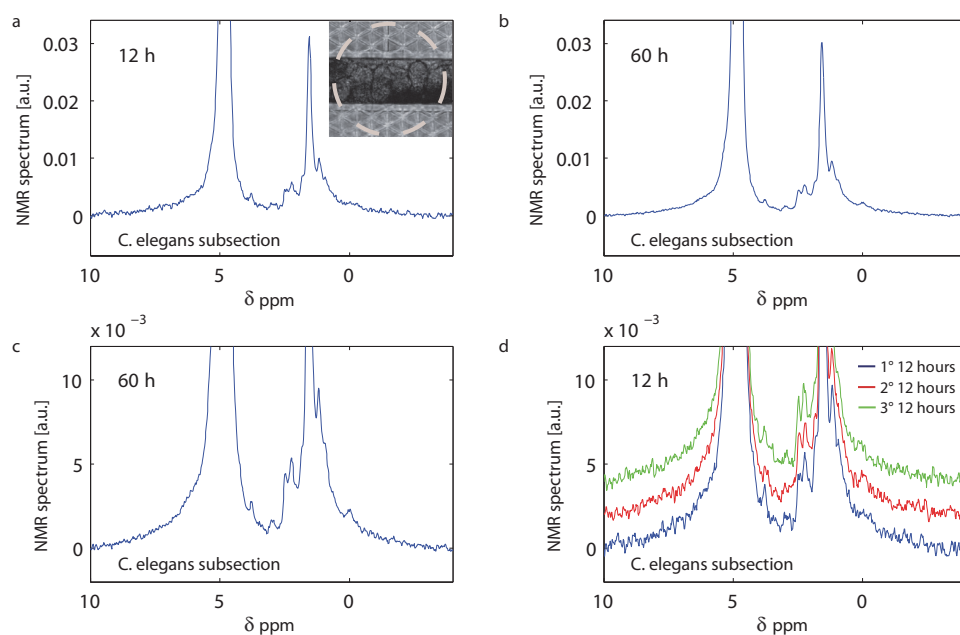 a
12 h
NMR spectrum [a.u.]
0.03
0.02
0.01
0
C. elegans subsection
10
5
0
δ ppm
b
60 h
NMR spectrum [a.u.]
0.03
0.02
0.01
0
C. elegans subsection
10
5
0
δ ppm
x 10 −3
c
60 h
NMR spectrum [a.u.]
10
5
0
C. elegans subsection
10
5
0
δ ppm
x 10 −3
d
12 h
1° 12 hours
2° 12 hours
3° 12 hours
NMR spectrum [a.u.]
10
5
0
C. elegans subsection
10
5
0
δ ppm